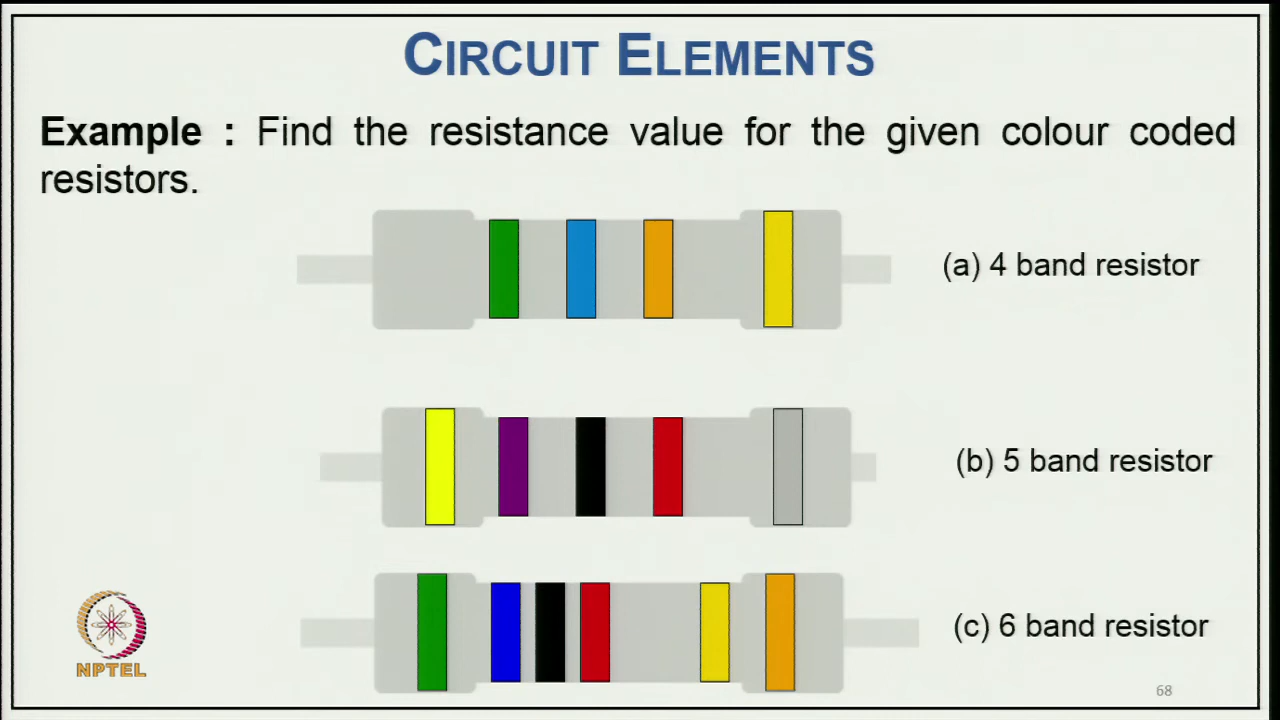 CIRCUIT ELEMENTS
Example : Find the resistance value for the given colour coded
resistors.
(a) 4 band resistor
(b) 5 band resistor
(c) 6 band resistor
NPTEL
68